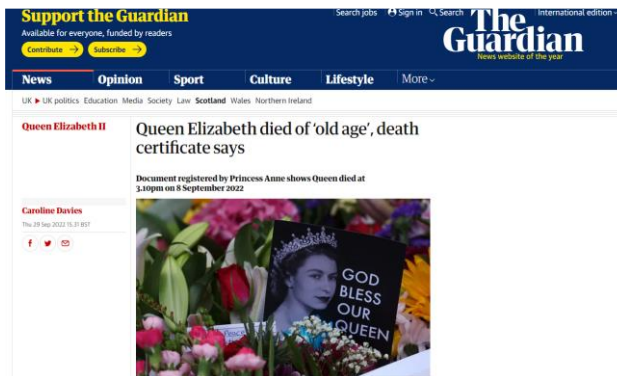 Support the Guardian
Available for everyone, funded by readers
Contribute →
Subscribe →
Search jobs
Sign in
Search
International edition
The
Guardian
News website of the year
News Opinion Sport Culture Lifestyle More
UK ▶ UK politics Education Media Society Law Scotland Wales Northern Ireland
Queen Elizabeth II
Queen Elizabeth died of ‘old age’, death
certificate says
Document registered by Princess Anne shows Queen died at
3.10pm on 8 September 2022
Caroline Davies
Thu 29 Sep 2022 15.31 BST
GOD
BLESS
OUR
QUEEN